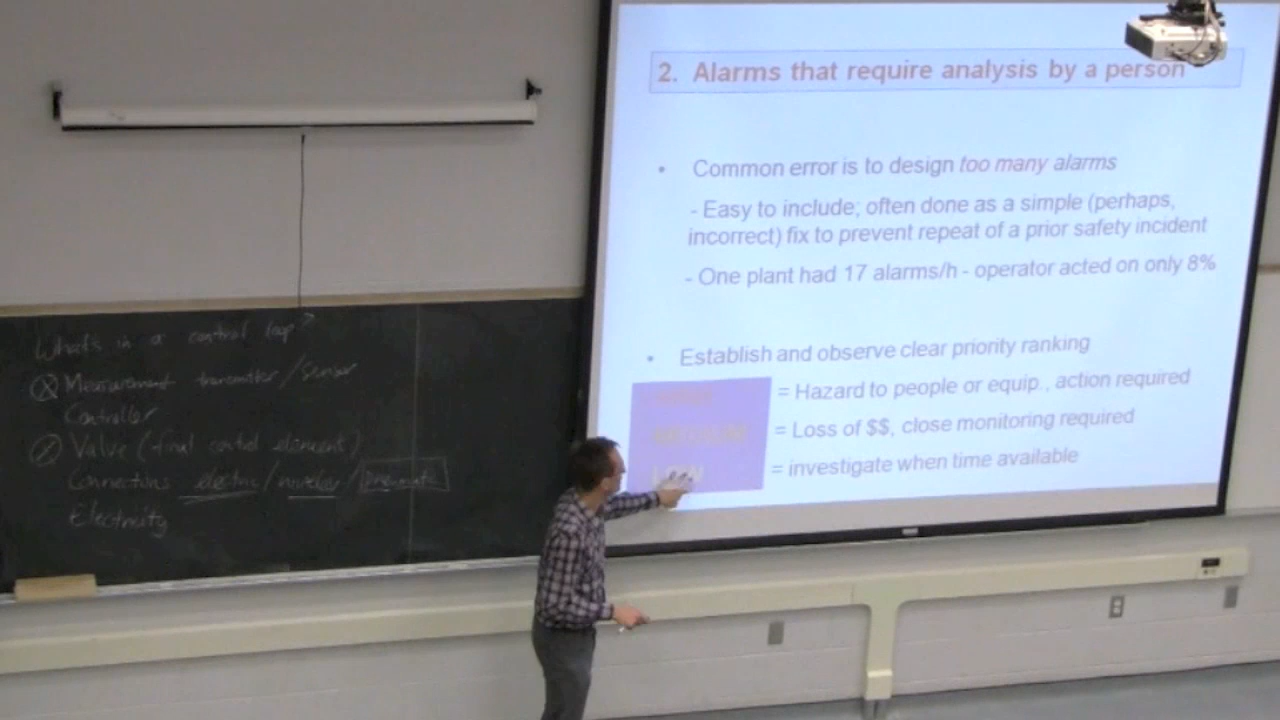 2. Alarms that require analysis by a person
• Common error is to design too many alarms
- Easy to include; often done as a simple (perhaps,
incorrect) fix to prevent repeat of a prior safety incident
- One plant had 17 alarms/h - operator acted on only 8%
• Establish and observe clear priority ranking
= Hazard to people or equip., action required
MEDIUM = Loss of $$, close monitoring required
LOW = investigate when time available
What's in a control loop?
Measurement transmitter/Sensor
Controller
Valve (final control element)
Connections electric/wireless/pneumatic
Electricity